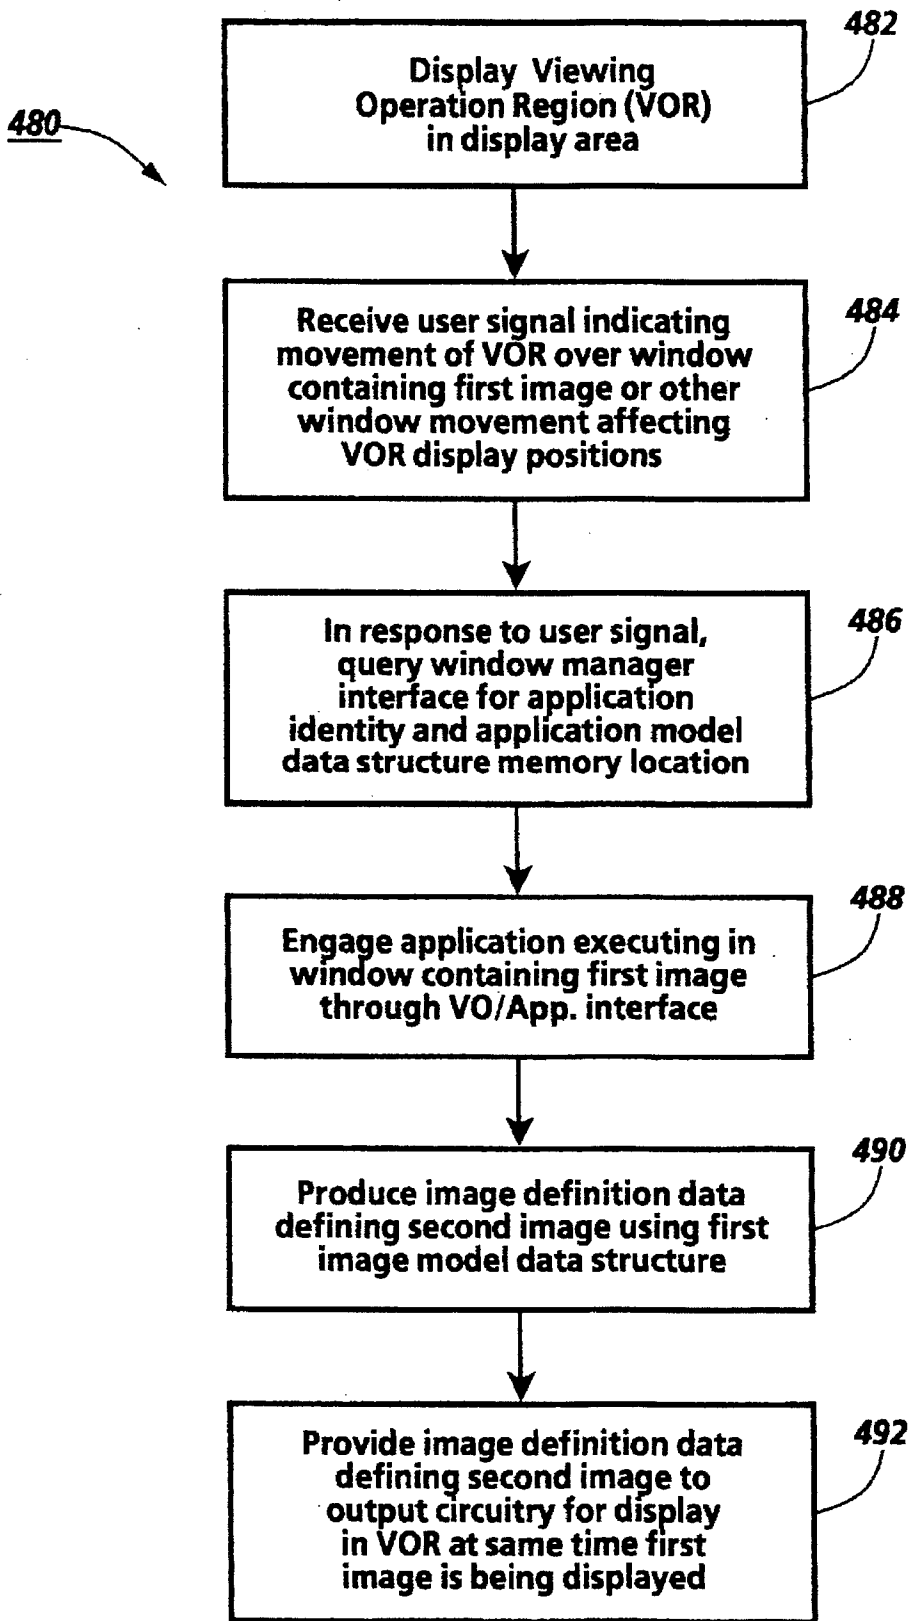 482
Display Viewing
Operation Region (VOR)
in display area
480
484
Receive user signal indicating
movement of VOR over window
containing first image or other
window movement affecting
VOR display positions
486
In response to user signal,
query window manager
interface for application
identity and application model
data structure memory location
488
Engage application executing in
window containing first image
through VO/App. interface
490
Produce image definition data
defining second image using first
image model data structure
492
Provide image definition data
defining second image to
output circuitry for display
in VOR at same time first
image is being displayed